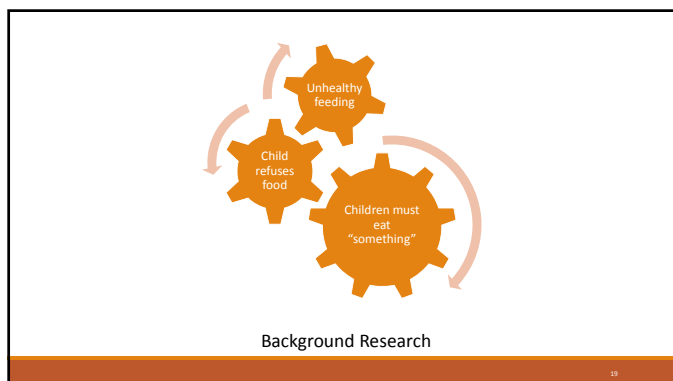 Unhealthy
feeding
Child
refuses
food
Children must
eat
“something”
Background Research
19